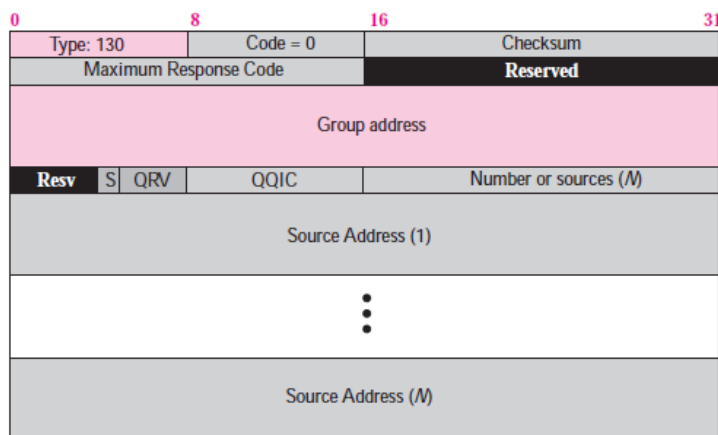 0 8 16 31
Type: 130 Code = 0 Checksum
Maximum Response Code Reserved
Group address
Resv S QRV QQIC Number or sources (N)
Source Address (1)
Source Address (N)